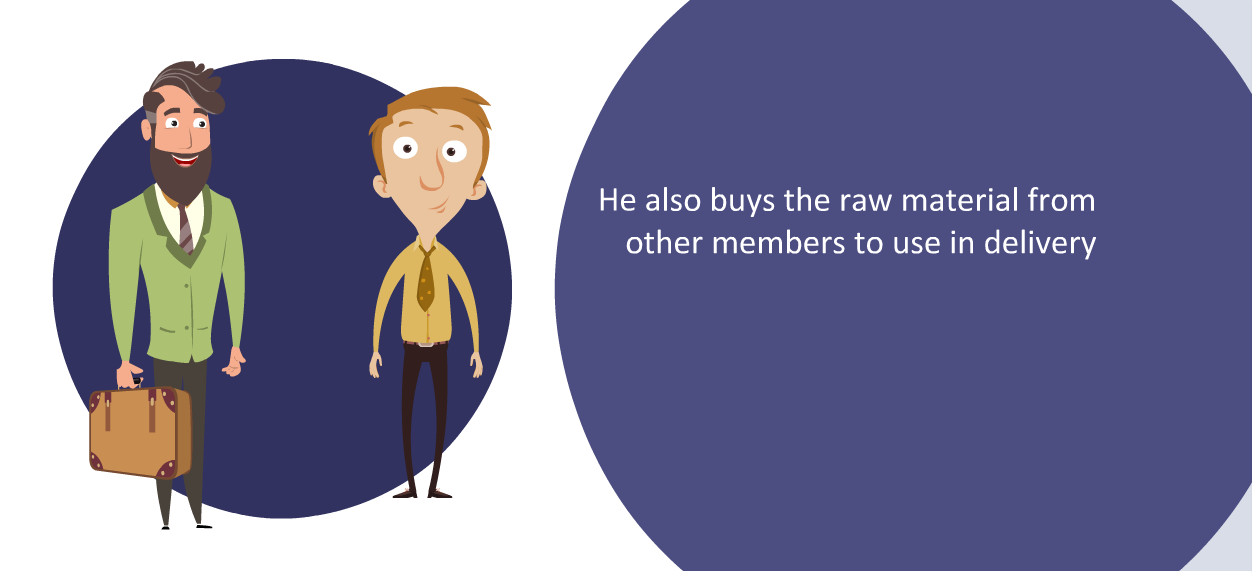 He also buys the raw material from
other members to use in delivery